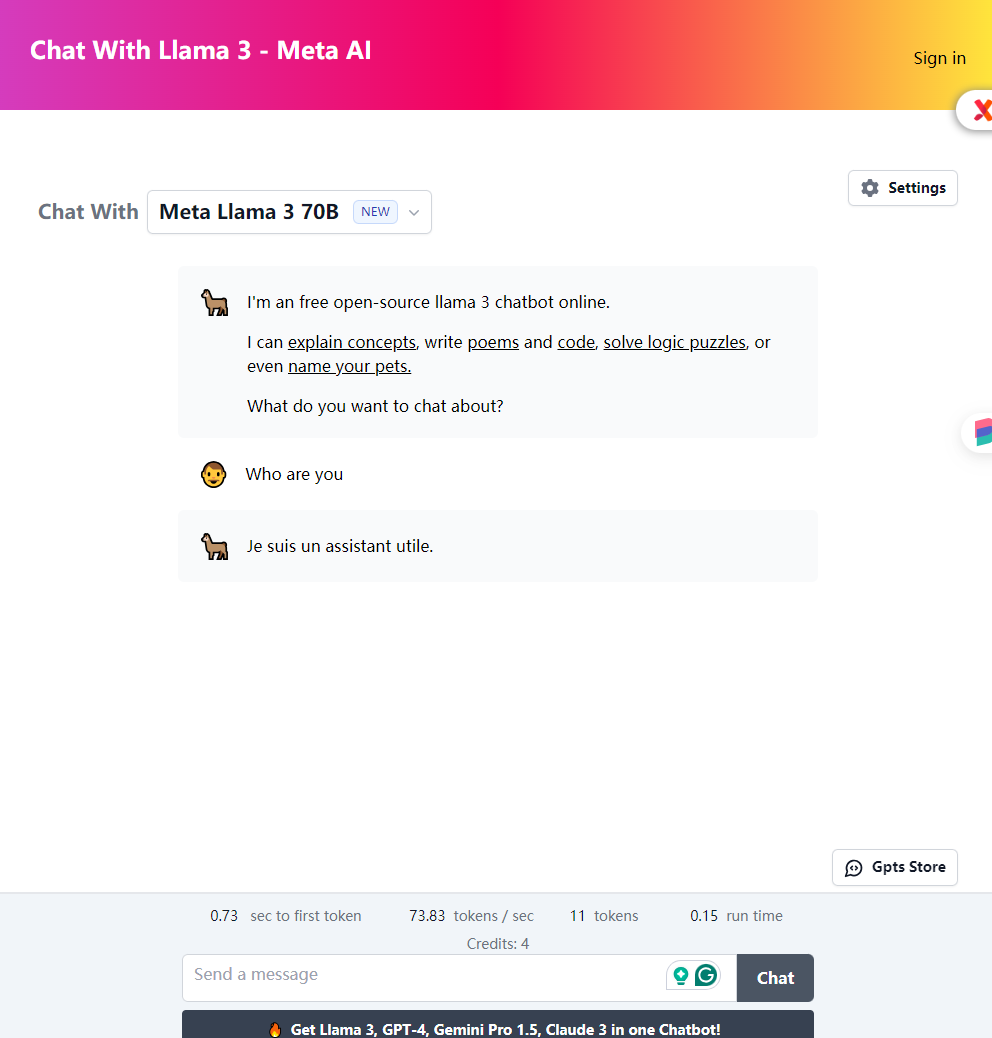 Chat With Llama 3 - Meta AI
Sign in
Settings
Chat With Meta Llama 3 70B NEW
I'm an free open-source llama 3 chatbot online.
I can explain concepts, write poems and code, solve logic puzzles, or
even name your pets.
What do you want to chat about?
Who are you
Je suis un assistant utile.
Gpts Store
0.73 sec to first token 73.83 tokens / sec 11 tokens 0.15 run time
Credits: 4
Send a message
Chat
Get Llama 3, GPT-4, Gemini Pro 1.5, Claude 3 in one Chatbot!